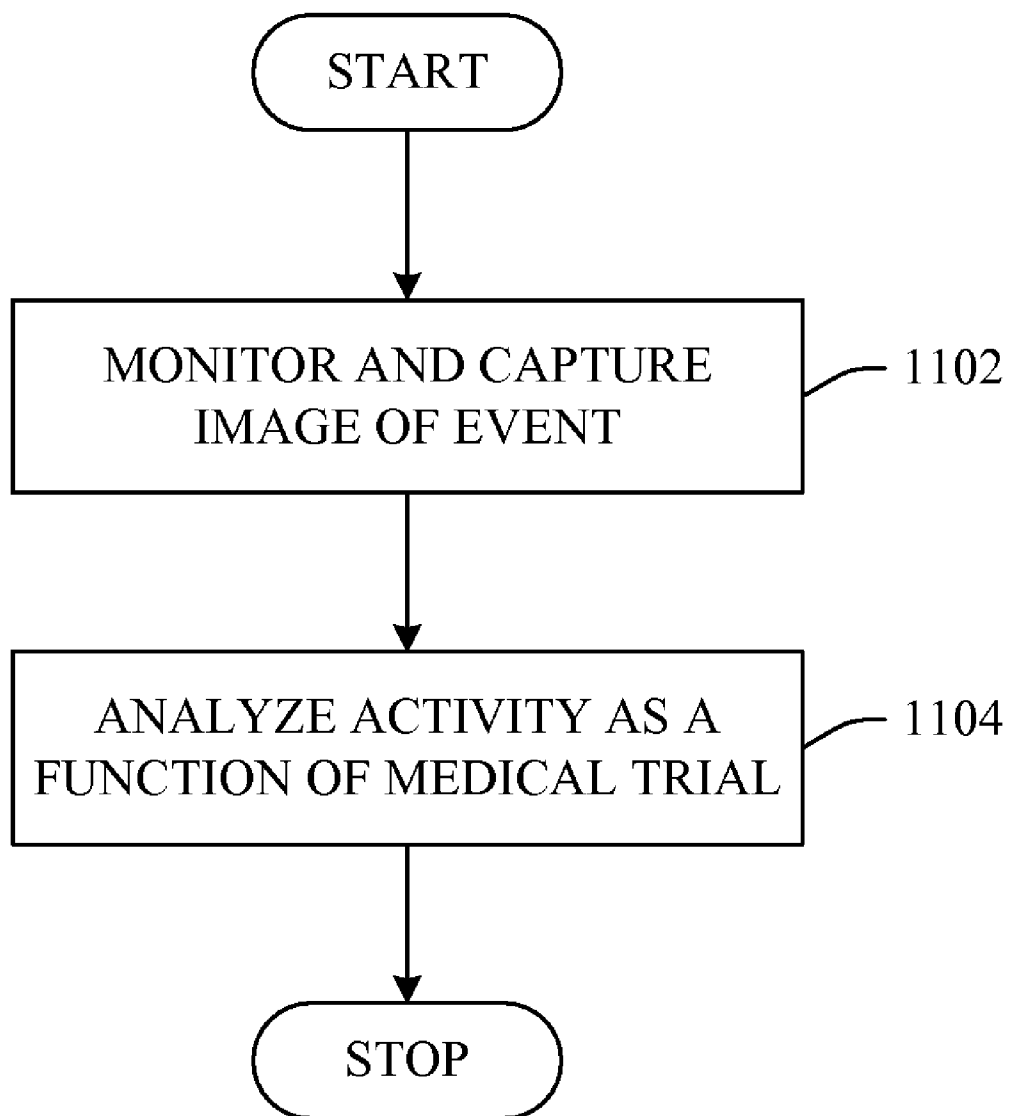 START
MONITOR AND CAPTURE
IMAGE OF EVENT
1102
ANALYZE ACTIVITY AS A
FUNCTION OF MEDICAL TRIAL
1104
STOP